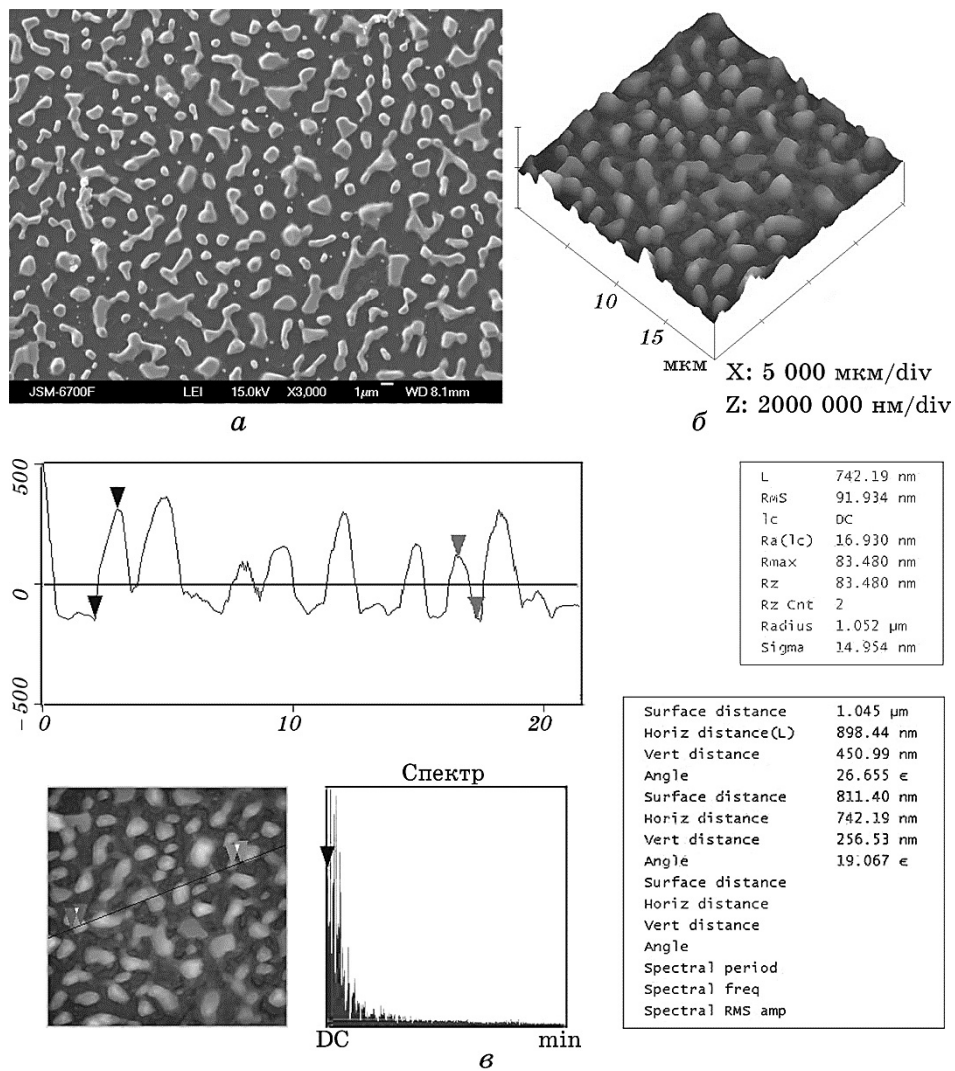 JSM-6700F LEI 15.0kV X3,000 1µm WD 8.1mm
а
10
15
мкм
X: 5 000 мкм/div
Z: 2000 000 нм/div
б
500
0
– 500
0
10
20
L 742.19 nm
RmS 91.934 nm
lc DC
Ra(lc) 16.930 nm
Rmax 83.480 nm
Rz 83.480 nm
Rz Cnt 2
Radius 1.052 µm
Sigma 14.954 nm
Surface distance 1.045 µm
Horiz distance(L) 898.44 nm
Vert distance 450.99 nm
Angle 26.655 є
Surface distance 811.40 nm
Horiz distance 742.19 nm
Vert distance 256.53 nm
Angle 19.067 є
Surface distance
Horiz distance
Vert distance
Angle
Spectral period
Spectral freq
Spectral RMS amp
Спектр
DC
min
в